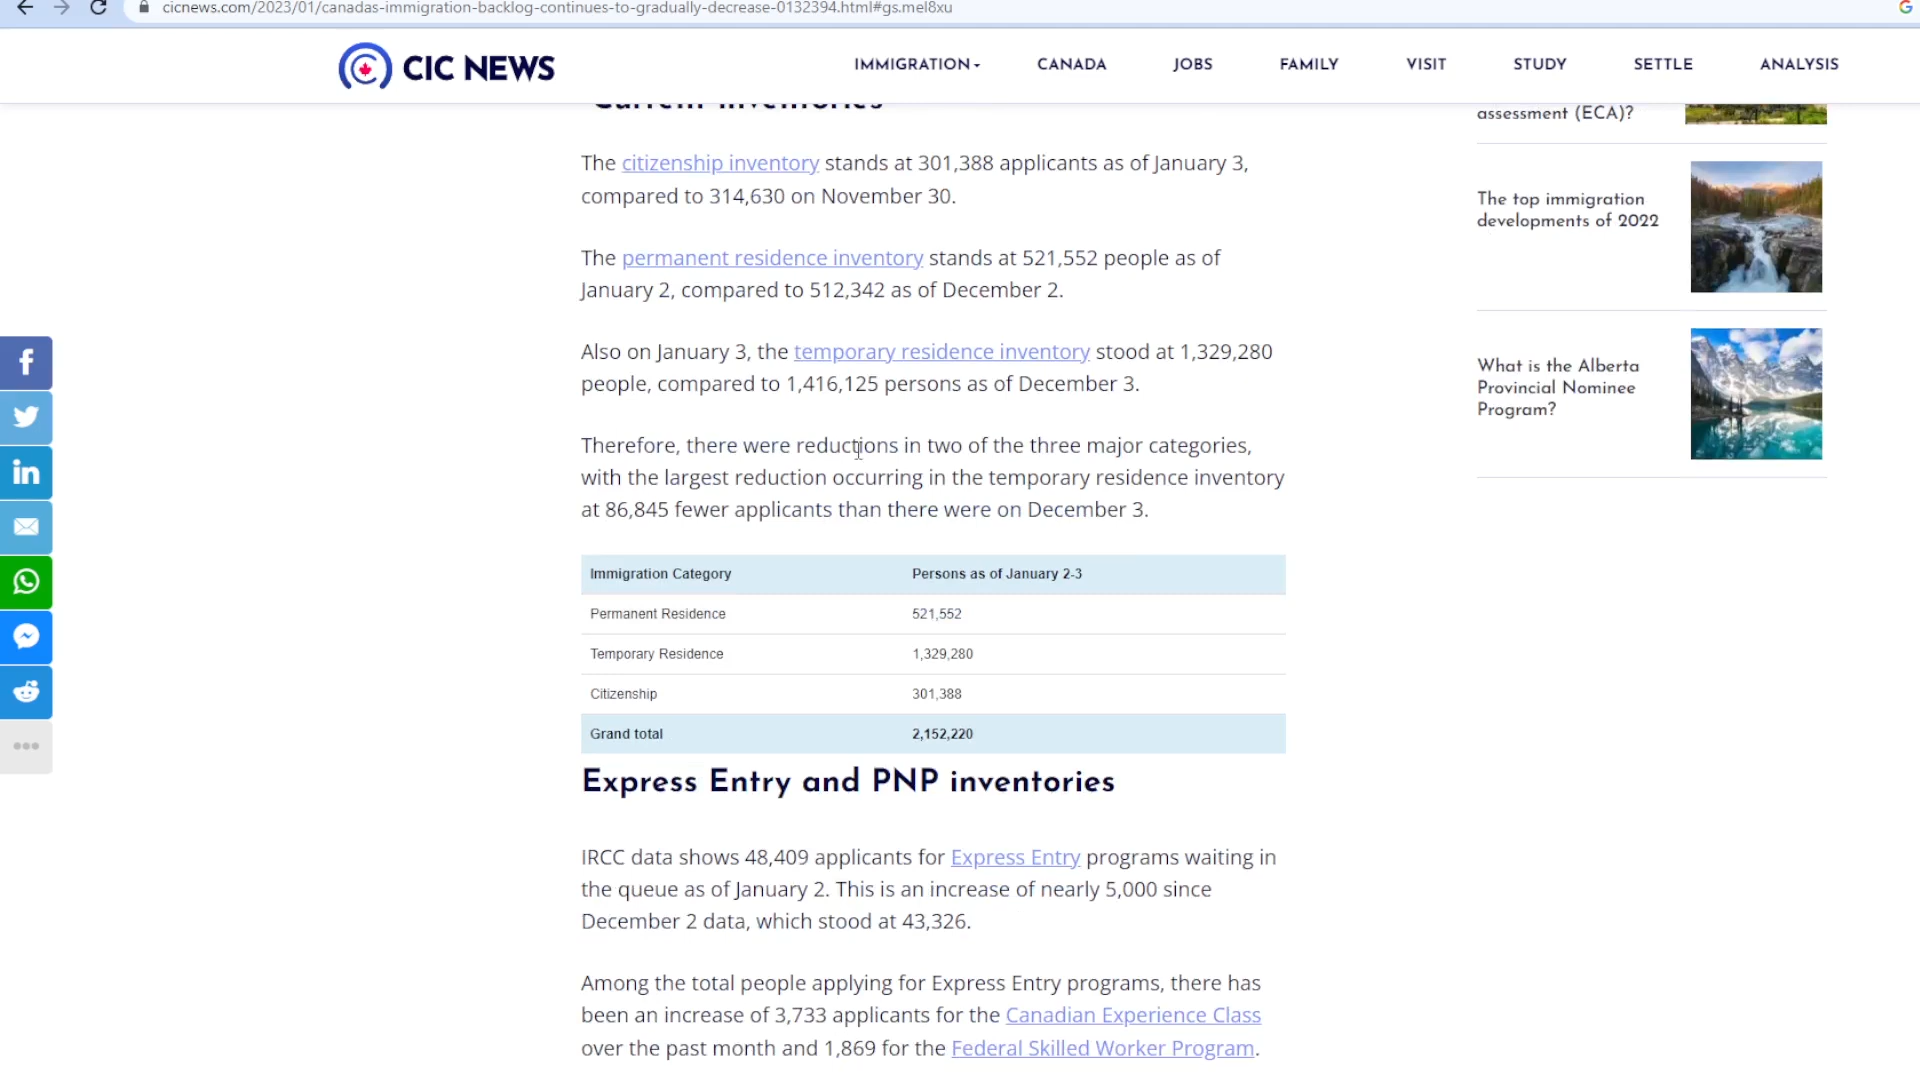 cicnews.com/2023/01/canadas-immigration-backlog-continues-to-gradually-decrease-0132394.html#gs.mel8xu
CIC NEWS
IMMIGRATION
CANADA
JOBS
FAMILY
VISIT
STUDY
SETTLE
ANALYSIS
Current inventories
The citizenship inventory stands at 301,388 applicants as of January 3,
compared to 314,630 on November 30.
The permanent residence inventory stands at 521,552 people as of
January 2, compared to 512,342 as of December 2.
Also on January 3, the temporary residence inventory stood at 1,329,280
people, compared to 1,416,125 persons as of December 3.
Therefore, there were reductions in two of the three major categories,
with the largest reduction occurring in the temporary residence inventory
at 86,845 fewer applicants than there were on December 3.
Immigration Category Persons as of January 2-3
Permanent Residence 521,552
Temporary Residence 1,329,280
Citizenship 301,388
Grand total 2,152,220
Express Entry and PNP inventories
IRCC data shows 48,409 applicants for Express Entry programs waiting in
the queue as of January 2. This is an increase of nearly 5,000 since
December 2 data, which stood at 43,326.
Among the total people applying for Express Entry programs, there has
been an increase of 3,733 applicants for the Canadian Experience Class
over the past month and 1,869 for the Federal Skilled Worker Program.
assessment (ECA)?
The top immigration
developments of 2022
What is the Alberta
Provincial Nominee
Program?